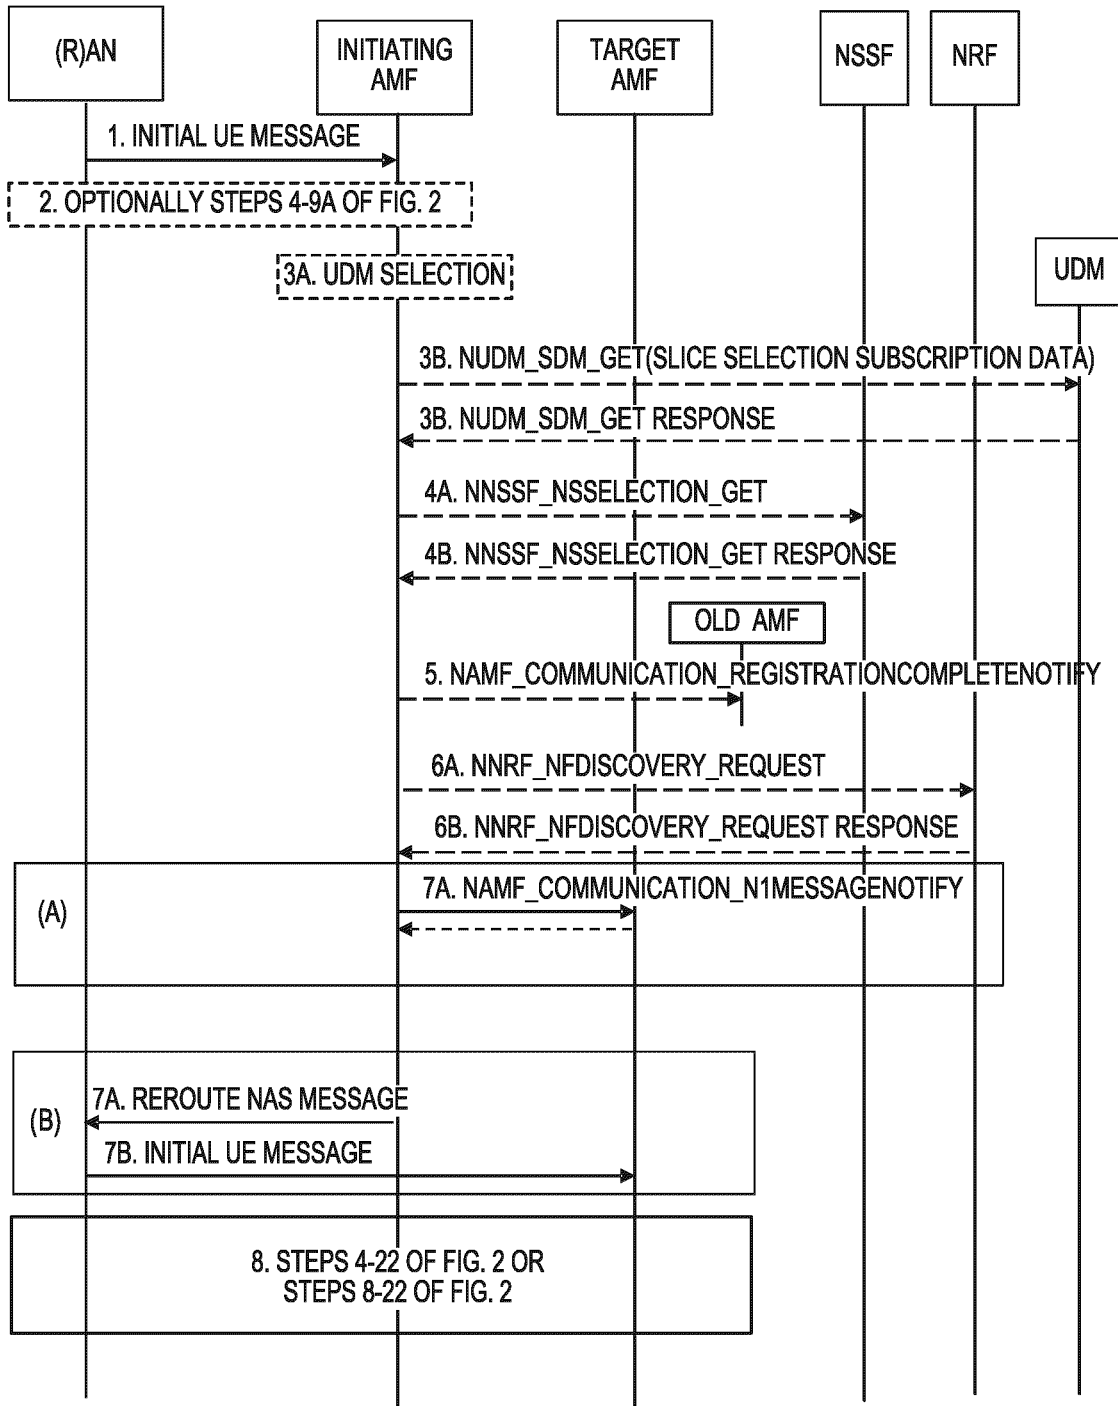 (R)AN
INITIATING
AMF
TARGET
AMF
NSSF
NRF
1. INITIAL UE MESSAGE
2. OPTIONALLY STEPS 4-9A OF FIG. 2
3A. UDM SELECTION
UDM
3B. NUDM_SDM_GET(SLICE SELECTION SUBSCRIPTION DATA)
3B. NUDM_SDM_GET RESPONSE
4A. NNSSF_NSSELECTION_GET
4B. NNSSF_NSSELECTION_GET RESPONSE
OLD AMF
5. NAMF_COMMUNICATION_REGISTRATIONCOMPLETENOTIFY
6A. NNRF_NFDISCOVERY_REQUEST
6B. NNRF_NFDISCOVERY_REQUEST RESPONSE
(A)
7A. NAMF_COMMUNICATION_N1MESSAGENOTIFY
(B)
7A. REROUTE NAS MESSAGE
7B. INITIAL UE MESSAGE
8. STEPS 4-22 OF FIG. 2 OR
STEPS 8-22 OF FIG. 2